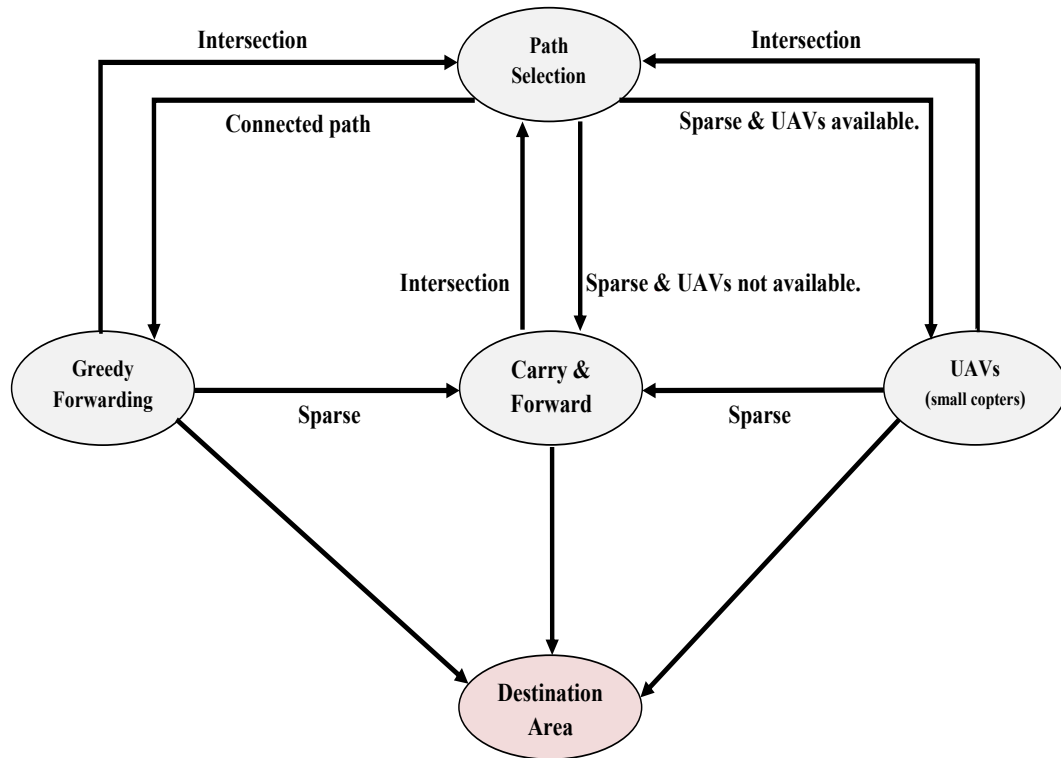 Intersection
Path
Selection
Intersection
Connected path
Sparse & UAVs available.
Intersection
Sparse & UAVs not available.
Greedy
Forwarding
Carry &
Forward
UAVs
(small copters)
Sparse
Sparse
Destination
Area